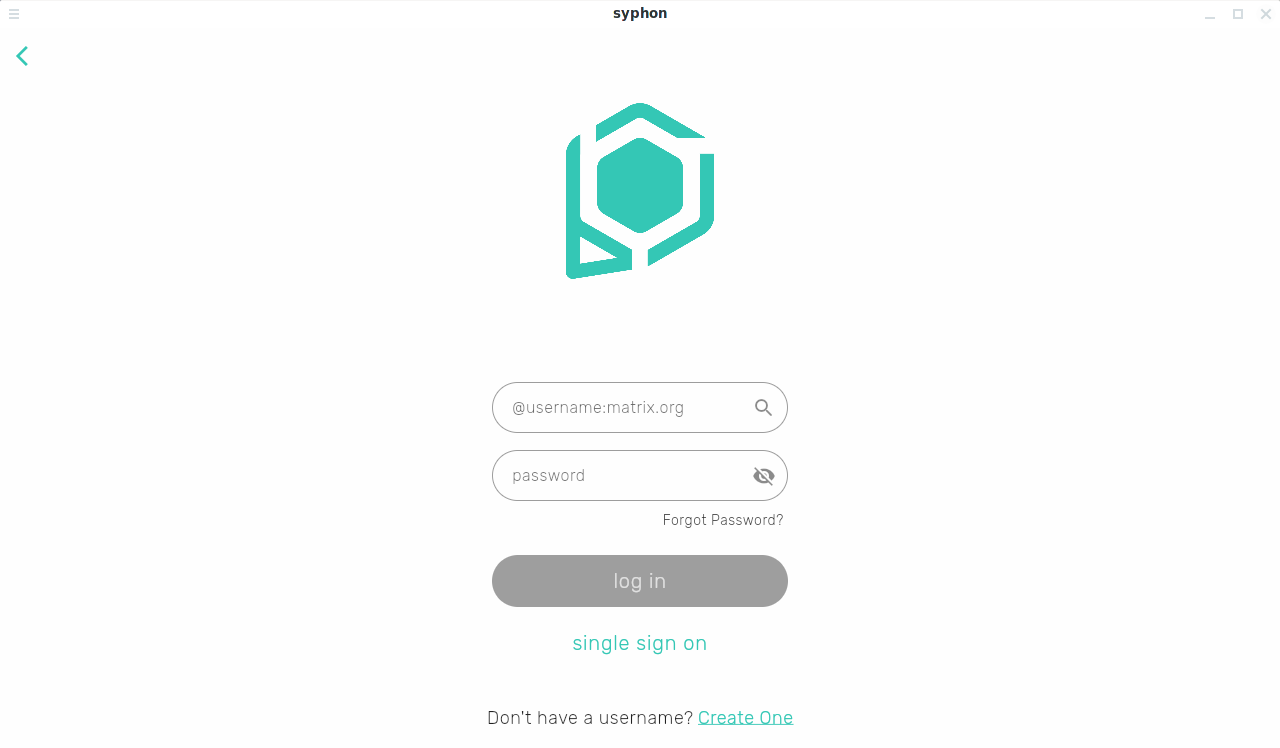 syphon
@username:matrix.org
password
Forgot Password?
log in
single sign on
Don't have a username? Create One